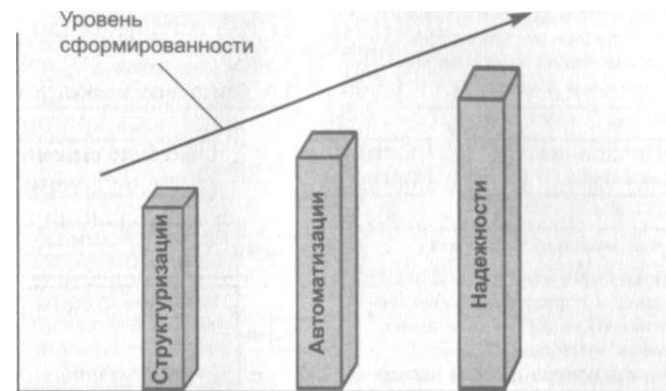 Уровень
сформированности
Структуризации
Автоматизации
Надежности